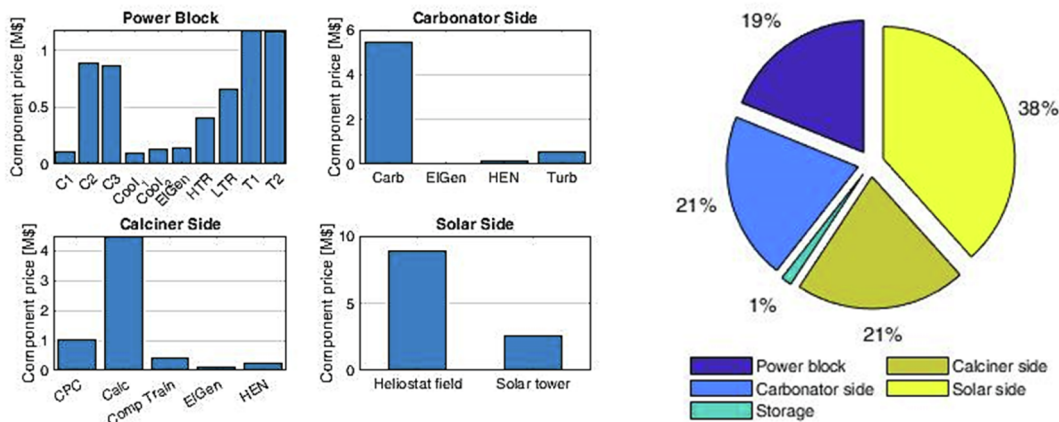 Power Block
Component price [M$]
1
0.5
0
C1 C2 C3 Cool_1 Cool_2 ElGen HTR LTR T1 T2
Carbonator Side
Component price [M$]
6
4
2
0
Carb ElGen HEN Turb
Calciner Side
Component price [M$]
4
3
2
1
0
CPC Calc Comp Train ElGen HEN
Solar Side
Component price [M$]
10
5
0
Heliostat field Solar tower
19%
38%
21%
1%
21%
Power block
Carbonator side
Storage
Calciner side
Solar side